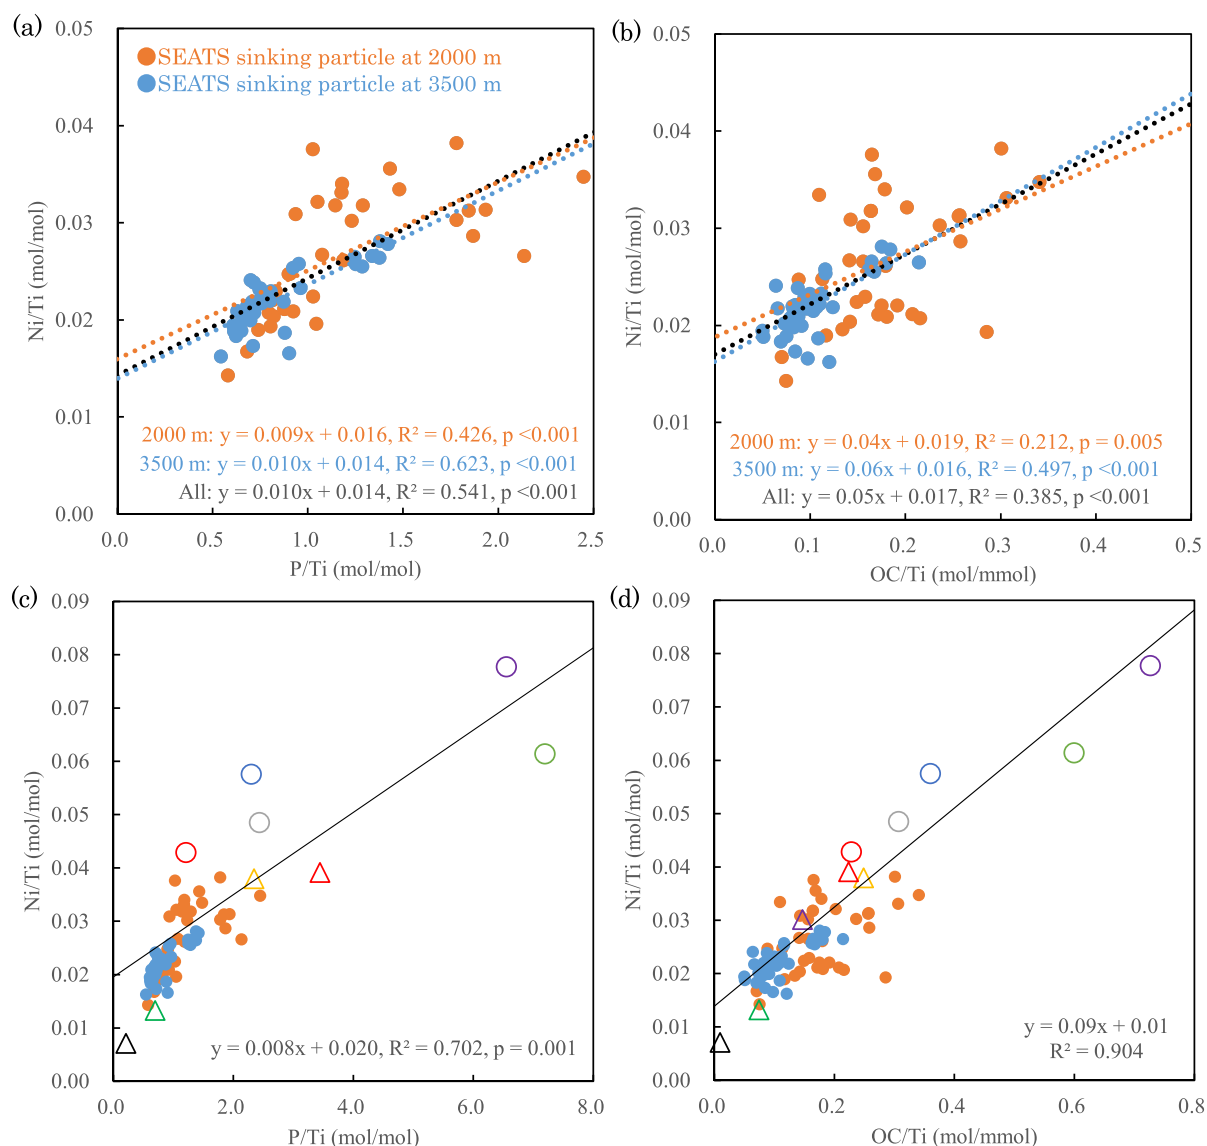 (a)
0.05
0.04
0.03
0.02
0.01
0.00
Ni/Ti (mol/mol)
SEATS sinking particle at 2000 m
SEATS sinking particle at 3500 m
2000 m: y = 0.009x + 0.016, R² = 0.426, p <0.001
3500 m: y = 0.010x + 0.014, R² = 0.623, p <0.001
All: y = 0.010x + 0.014, R² = 0.541, p <0.001
0.0 0.5 1.0 1.5 2.0 2.5
P/Ti (mol/mol)
(b)
0.05
0.04
0.03
0.02
0.01
0.00
Ni/Ti (mol/mol)
2000 m: y = 0.04x + 0.019, R² = 0.212, p = 0.005
3500 m: y = 0.06x + 0.016, R² = 0.497, p <0.001
All: y = 0.05x + 0.017, R² = 0.385, p <0.001
0.0 0.1 0.2 0.3 0.4 0.5
OC/Ti (mol/mmol)
(c)
0.09
0.08
0.07
0.06
0.05
0.04
0.03
0.02
0.01
0.00
Ni/Ti (mol/mol)
y = 0.008x + 0.020, R² = 0.702, p = 0.001
0.0 2.0 4.0 6.0 8.0
P/Ti (mol/mol)
(d)
0.09
0.08
0.07
0.06
0.05
0.04
0.03
0.02
0.01
0.00
Ni/Ti (mol/mol)
y = 0.09x + 0.01
R² = 0.904
0.0 0.2 0.4 0.6 0.8
OC/Ti (mol/mmol)